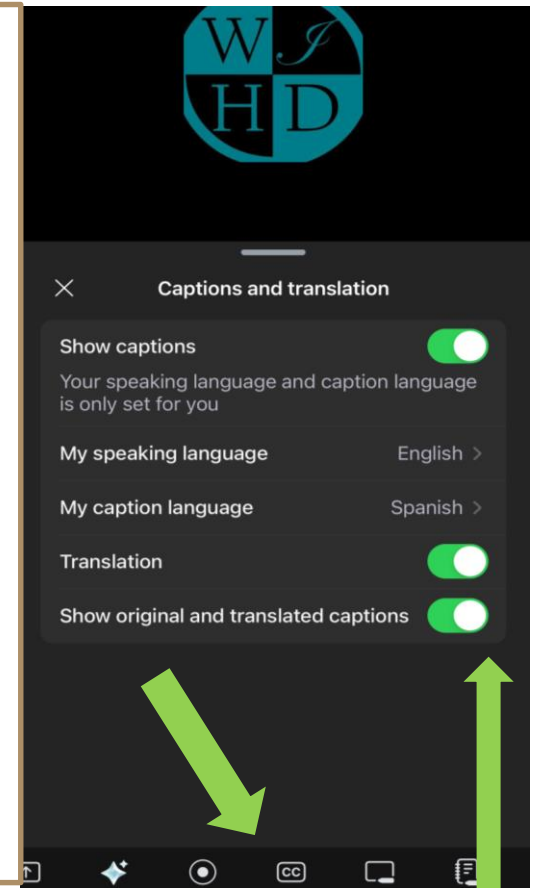 W J
H D
Captions and translation
Show captions
Your speaking language and caption language
is only set for you
My speaking language English >
My caption language Spanish >
Translation
Show original and translated captions
CC